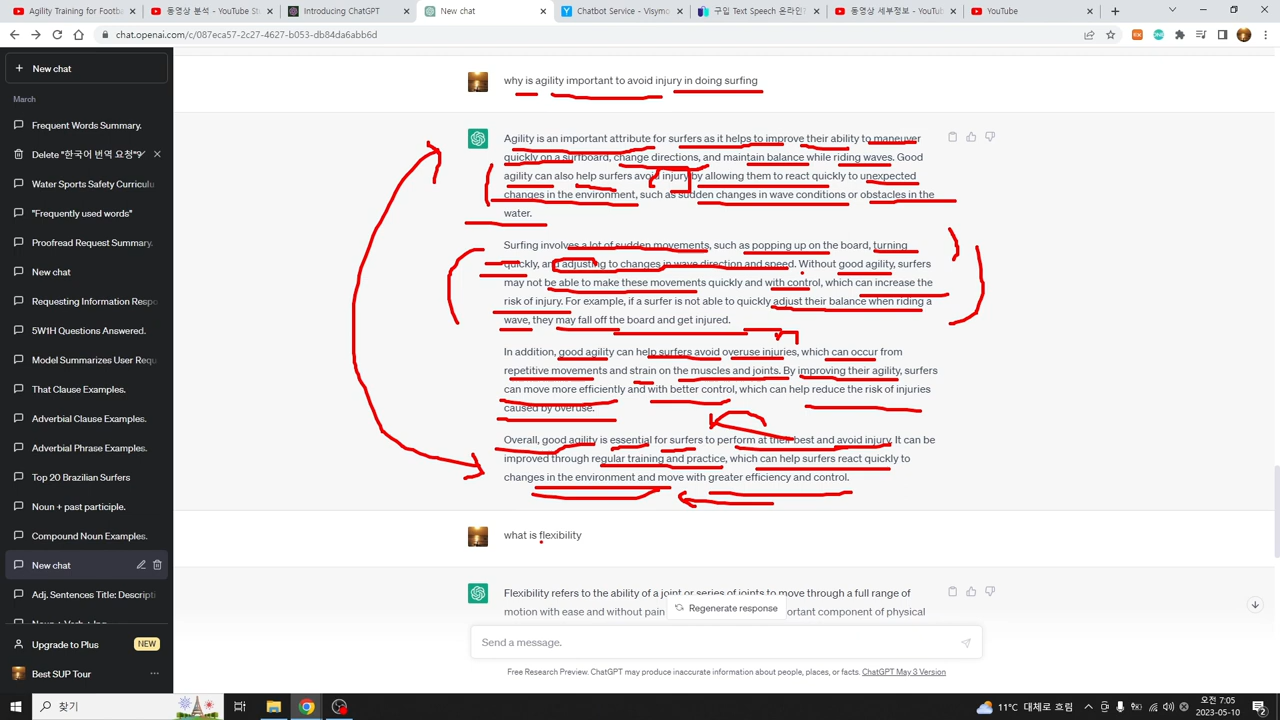 Agility Training for Footba
동영상 분석 - YouTube Stu
Introducing ChatGPT
New chat
Chatbot Service - Visymo
구입 Text Speech 온라인
동영상 세부정보 - YouTu
YouTube
chat.openai.com/c/087eca57-2c27-4627-b053-db84da6abb6d
New chat
March
Frequent Words Summary.
Delete "한국어 번역 요청"
Water Sports Safety Curriculu
"Frequently used words"
Proofread Request Summary.
New chat
Requesting Information Respo
5W1H Questions Answered.
Model Summarizes User Requ
That Clause Examples.
Adverbial Clause Examples.
Adverbial Phrase Examples.
Top 20 Brazilian Surfers
Noun + past participle.
Compound Noun Examples.
New chat
Adj. Sentences Title: Descripti
Noun + Verb + Ing
Upgrade to Plus
NEW
Best SUP Tour
why is agility important to avoid injury in doing surfing
Agility is an important attribute for surfers as it helps to improve their ability to maneuver
quickly on a surfboard, change directions, and maintain balance while riding waves. Good
agility can also help surfers avoid injury by allowing them to react quickly to unexpected
changes in the environment, such as sudden changes in wave conditions or obstacles in the
water.
Surfing involves a lot of sudden movements, such as popping up on the board, turning
quickly, and adjusting to changes in wave direction and speed. Without good agility, surfers
may not be able to make these movements quickly and with control, which can increase the
risk of injury. For example, if a surfer is not able to quickly adjust their balance when riding a
wave, they may fall off the board and get injured.
In addition, good agility can help surfers avoid overuse injuries, which can occur from
repetitive movements and strain on the muscles and joints. By improving their agility, surfers
can move more efficiently and with better control, which can help reduce the risk of injuries
caused by overuse.
Overall, good agility is essential for surfers to perform at their best and avoid injury. It can be
improved through regular training and practice, which can help surfers react quickly to
changes in the environment and move with greater efficiency and control.
what is flexibility
Flexibility refers to the ability of a joint or series of joints to move through a full range of
motion with ease and without pain
Regenerate response
portant component of physical
Send a message.
Free Research Preview. ChatGPT may produce inaccurate information about people, places, or facts. ChatGPT May 3 Version
찾기
11°C 대체로 흐림
오전 7:05
2023-05-10